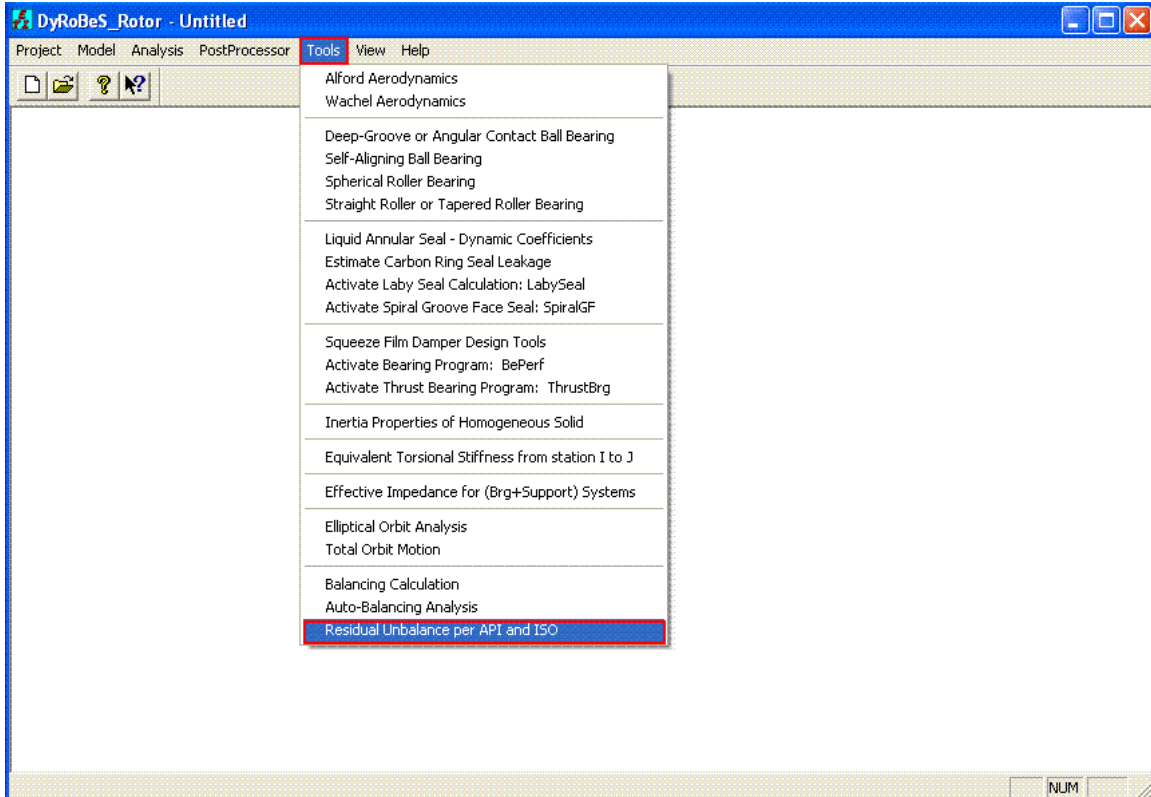 DyRoBeS_Rotor - Untitled
Project Model Analysis PostProcessor Tools View Help
Alford Aerodynamics
Wachel Aerodynamics
Deep-Groove or Angular Contact Ball Bearing
Self-Aligning Ball Bearing
Spherical Roller Bearing
Straight Roller or Tapered Roller Bearing
Liquid Annular Seal - Dynamic Coefficients
Estimate Carbon Ring Seal Leakage
Activate Laby Seal Calculation: LabySeal
Activate Spiral Groove Face Seal: SpiralGF
Squeeze Film Damper Design Tools
Activate Bearing Program: BePerf
Activate Thrust Bearing Program: ThrustBrg
Inertia Properties of Homogeneous Solid
Equivalent Torsional Stiffness from station I to J
Effective Impedance for (Brg+Support) Systems
Elliptical Orbit Analysis
Total Orbit Motion
Balancing Calculation
Auto-Balancing Analysis
Residual Unbalance per API and ISO
NUM